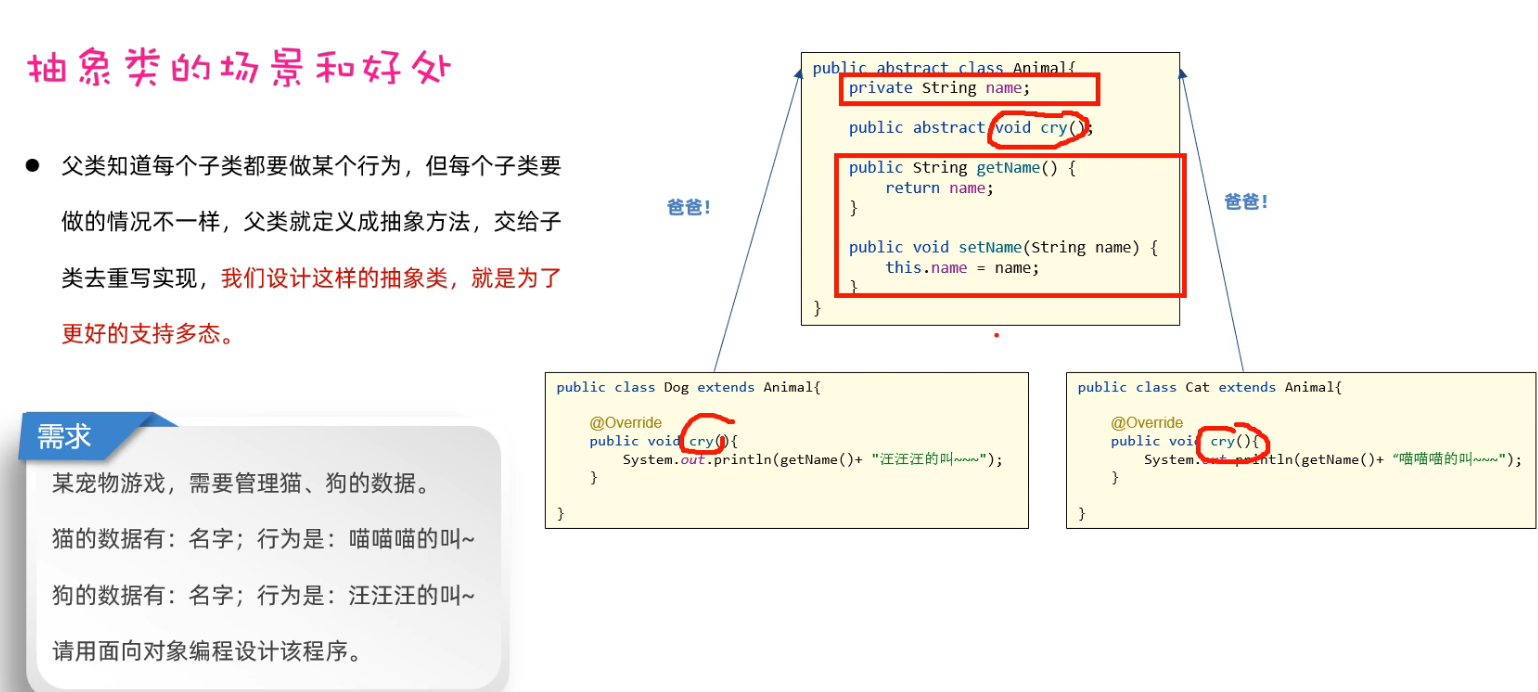 抽象类的场景和好处
● 父类知道每个子类都要做某个行为，但每个子类要
做的情况不一样，父类就定义成抽象方法，交给子
类去重写实现，我们设计这样的抽象类，就是为了
更好的支持多态。
需求
某宠物游戏，需要管理猫、狗的数据。
猫的数据有：名字；行为是：喵喵喵的叫~
狗的数据有：名字；行为是：汪汪汪的叫~
请用面向对象编程设计该程序。
public abstract class Animal{
private String name;
public abstract void cry();
public String getName() {
return name;
}
public void setName(String name) {
this.name = name;
}
}
爸爸！
爸爸！
public class Dog extends Animal{
@Override
public void cry(){
System.out.println(getName()+ "汪汪汪的叫~~~");
}
}
public class Cat extends Animal{
@Override
public void cry(){
System.out.println(getName()+ “喵喵喵的叫~~~");
}
}